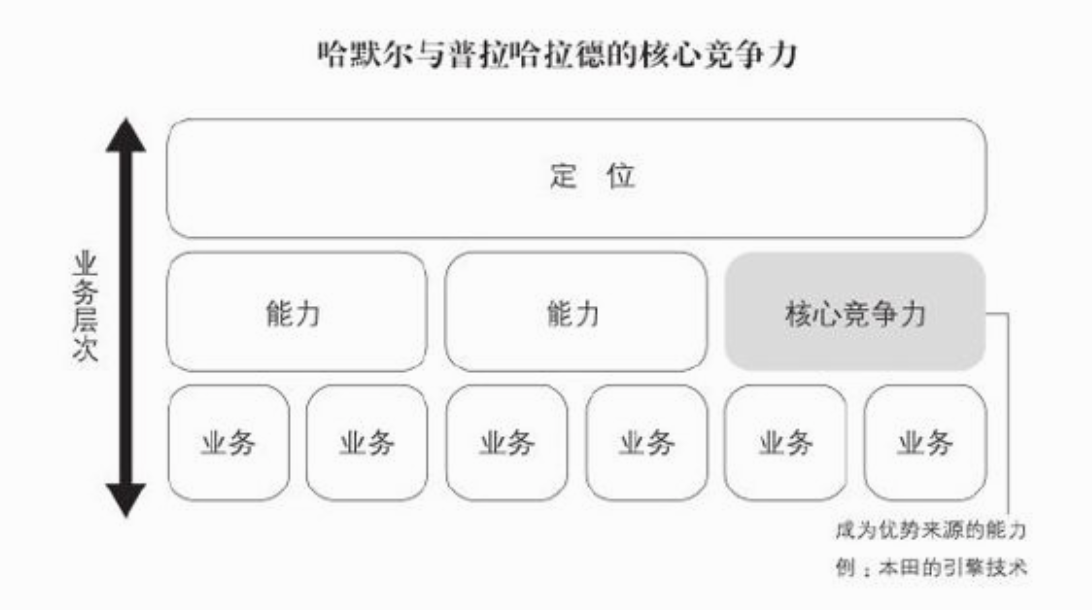 哈默尔与普拉哈拉德的核心竞争力
定 位
业务层次
能力
能力
核心竞争力
业务
业务
业务
业务
业务
业务
成为优势来源的能力
例：本田的引擎技术